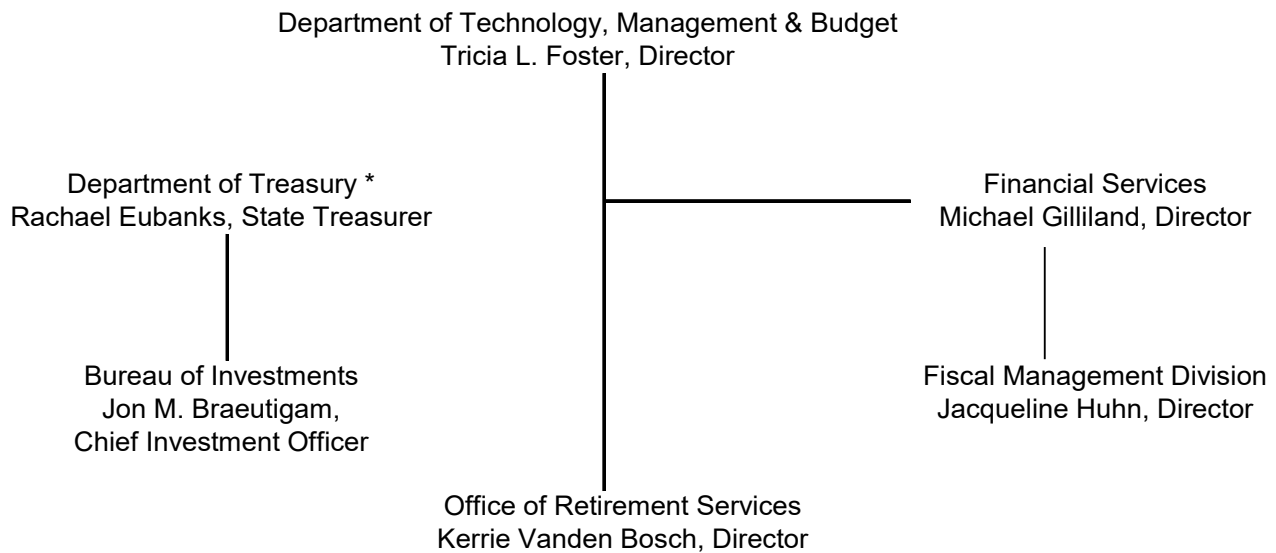 Department of Technology, Management & Budget
Tricia L. Foster, Director
Department of Treasury *
Rachael Eubanks, State Treasurer
Financial Services
Michael Gilliland, Director
Bureau of Investments
Jon M. Braeutigam,
Chief Investment Officer
Fiscal Management Division
Jacqueline Huhn, Director
Office of Retirement Services
Kerrie Vanden Bosch, Director